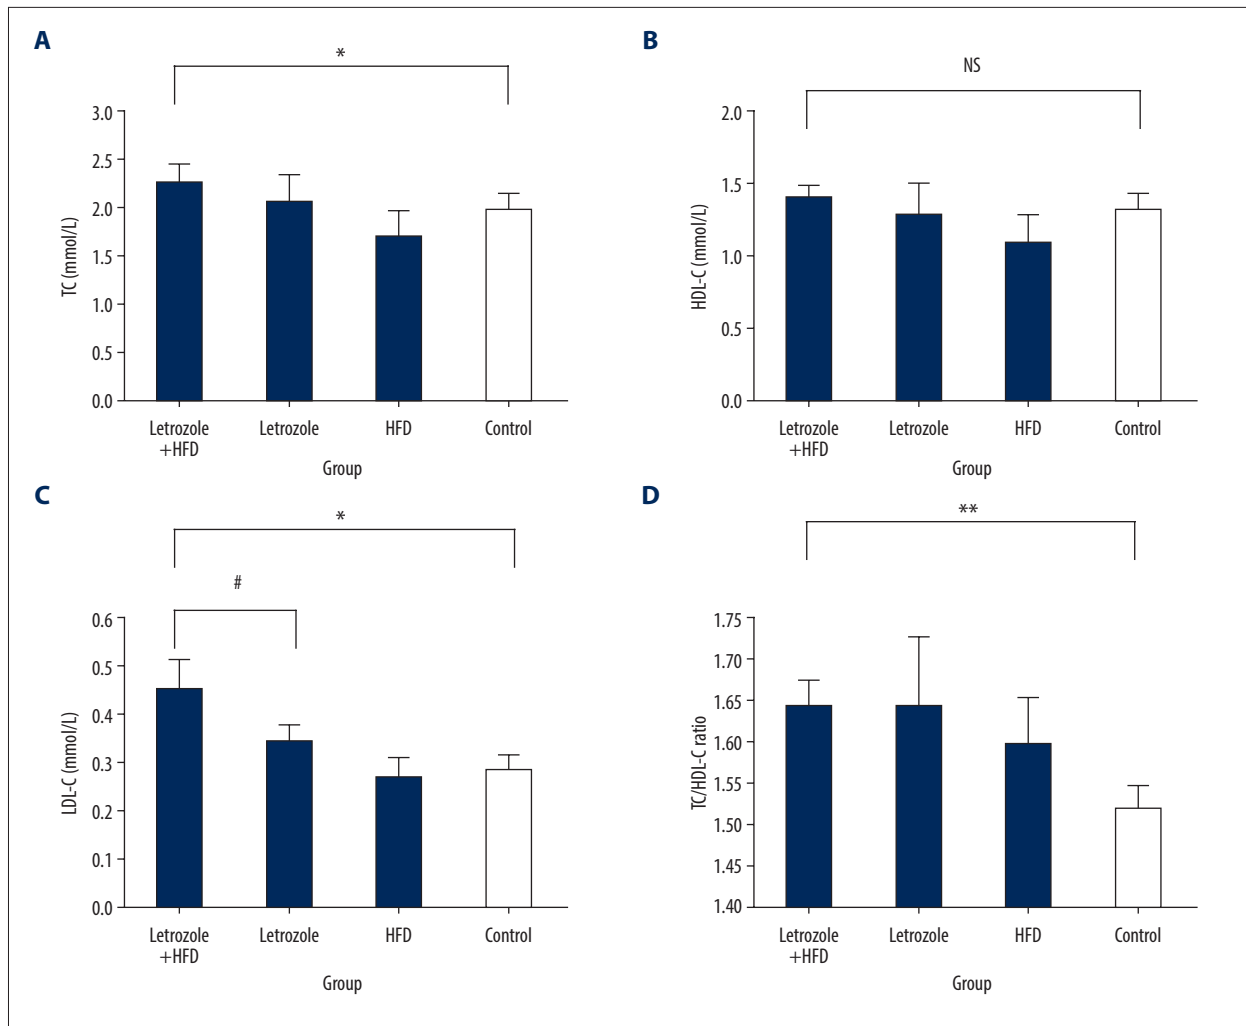 A
*
TC (mmol/L)
3.0
2.5
2.0
1.5
1.0
0.5
0.0
Letrozole
+HFD
Letrozole
HFD
Control
Group
B
NS
HDL-C (mmol/L)
2.0
1.5
1.0
0.5
0.0
Letrozole
+HFD
Letrozole
HFD
Control
Group
C
*
#
LDL-C (mmol/L)
0.6
0.5
0.4
0.3
0.2
0.1
0.0
Letrozole
+HFD
Letrozole
HFD
Control
Group
D
**
TC/HDL-C ratio
1.75
1.70
1.65
1.60
1.55
1.50
1.45
1.40
Letrozole
+HFD
Letrozole
HFD
Control
Group